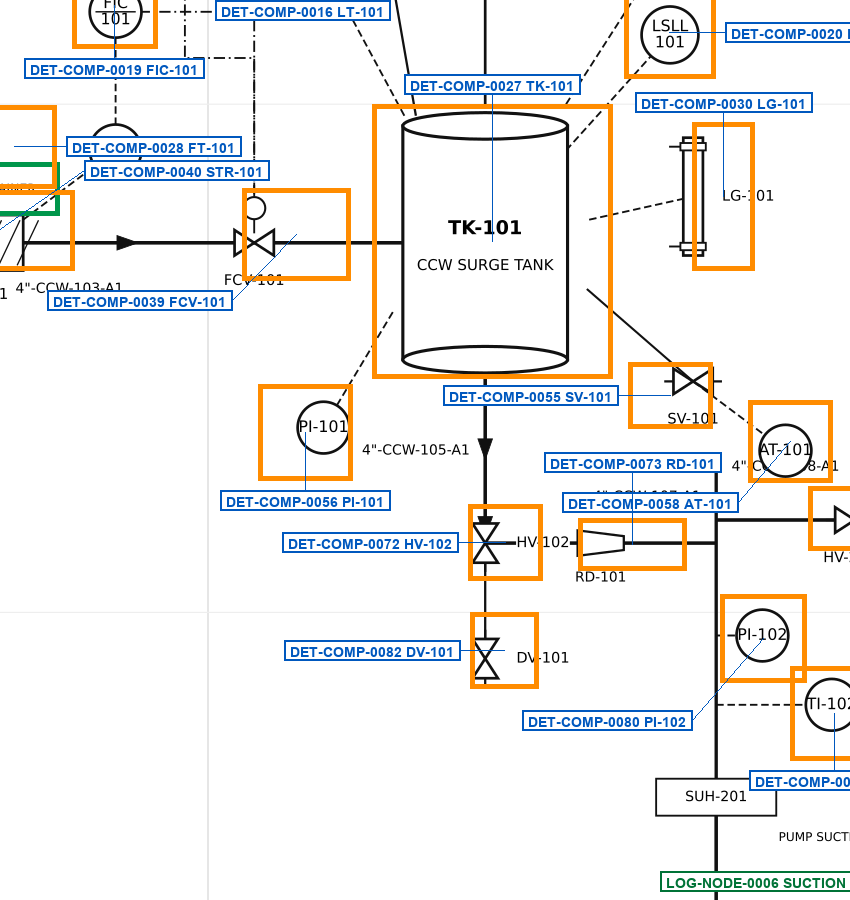 FIC
101
DET-COMP-0016 LT-101
LSLL
101
DET-COMP-0020
DET-COMP-0019 FIC-101
DET-COMP-0027 TK-101
DET-COMP-0030 LG-101
DET-COMP-0028 FT-101
DET-COMP-0040 STR-101
LG-101
TK-101
CCW SURGE TANK
FCV-101
4"-CCW-103-A1
1
DET-COMP-0039 FCV-101
DET-COMP-0055 SV-101
SV-101
PI-101
4"-CCW-105-A1
AT-101
DET-COMP-0073 RD-101
DET-COMP-0056 PI-101
DET-COMP-0058 AT-101
DET-COMP-0072 HV-102
HV-102
RD-101
HV-
PI-102
DET-COMP-0082 DV-101
DV-101
TI-102
DET-COMP-0080 PI-102
DET-COMP-00
SUH-201
PUMP SUCTI
LOG-NODE-0006 SUCTION